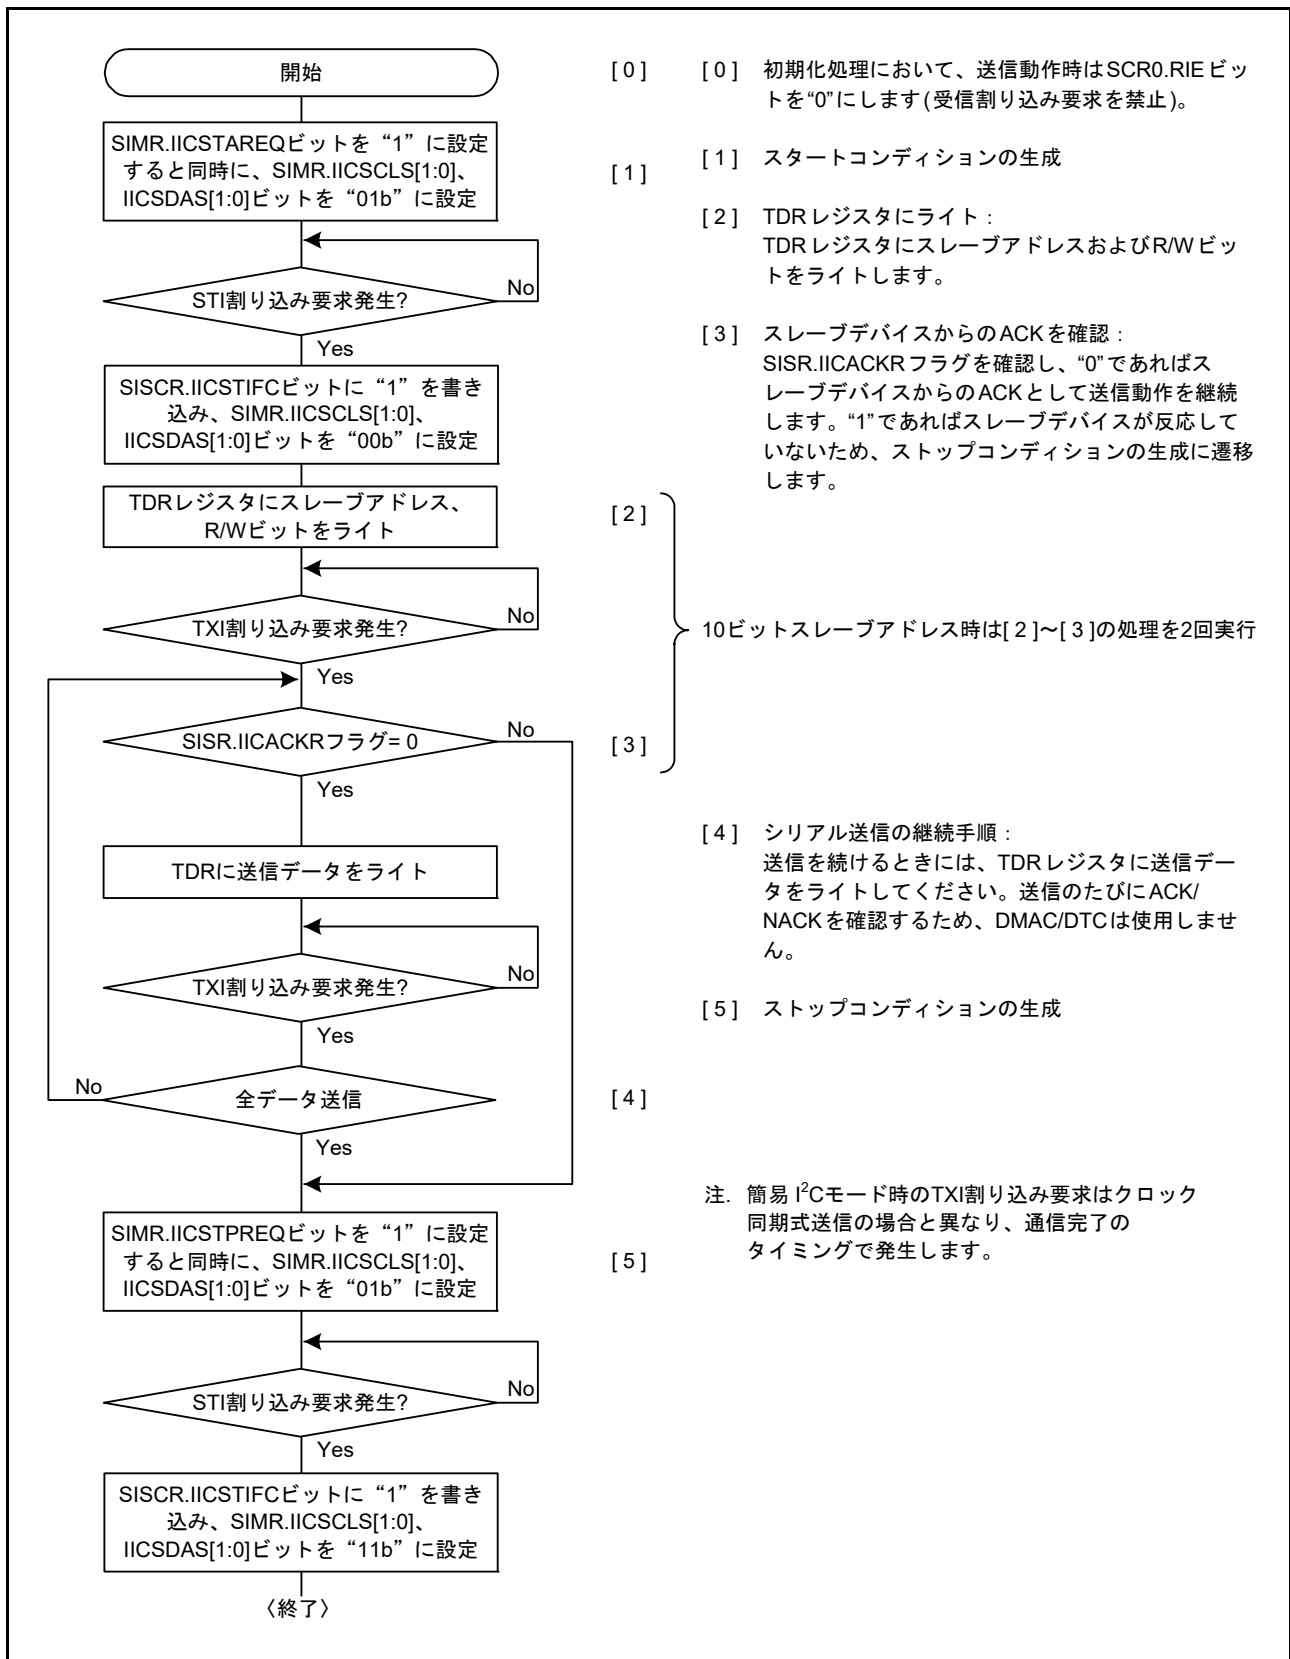 開始
[ 0 ]
SIMR.IICSTAREQビットを“1”に設定
すると同時に、SIMR.IICSCLS[1:0]、
IICSDAS[1:0]ビットを“01b”に設定
[ 1 ]
STI割り込み要求発生?
No
Yes
SISCR.IICSTIFCビットに“1”を書き
込み、SIMR.IICSCLS[1:0]、
IICSDAS[1:0]ビットを“00b”に設定
TDRレジスタにスレーブアドレス、
R/Wビットをライト
[ 2 ]
TXI割り込み要求発生?
No
Yes
SISR.IICACKRフラグ= 0
No
[ 3 ]
Yes
TDRに送信データをライト
TXI割り込み要求発生?
No
Yes
全データ送信
No
[ 4 ]
Yes
SIMR.IICSTPREQビットを“1”に設定
すると同時に、SIMR.IICSCLS[1:0]、
IICSDAS[1:0]ビットを“01b”に設定
[ 5 ]
STI割り込み要求発生?
No
Yes
SISCR.IICSTIFCビットに“1”を書き
込み、SIMR.IICSCLS[1:0]、
IICSDAS[1:0]ビットを“11b”に設定
〈終了〉
[ 0 ] 初期化処理において、送信動作時はSCR0.RIEビッ
トを“0”にします(受信割り込み要求を禁止)。
[ 1 ] スタートコンディションの生成
[ 2 ] TDRレジスタにライト：
TDRレジスタにスレーブアドレスおよびR/Wビッ
トをライトします。
[ 3 ] スレーブデバイスからのACKを確認：
SISR.IICACKRフラグを確認し、“0”であればス
レーブデバイスからのACKとして送信動作を継続
します。“1”であればスレーブデバイスが反応して
いないため、ストップコンディションの生成に遷移
します。
10ビットスレーブアドレス時は[ 2 ]～[ 3 ]の処理を2回実行
[ 4 ] シリアル送信の継続手順：
送信を続けるときには、TDRレジスタに送信デー
タをライトしてください。送信のたびにACK/
NACKを確認するため、DMAC/DTCは使用しませ
ん。
[ 5 ] ストップコンディションの生成
注. 簡易 I²Cモード時のTXI割り込み要求はクロック
同期式送信の場合と異なり、通信完了の
タイミングで発生します。